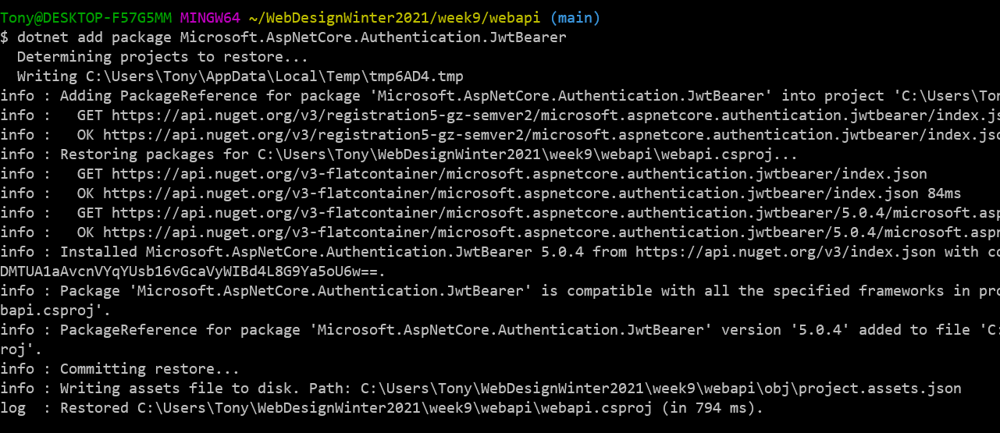 Tony@DESKTOP-F57G5MM MINGW64 ~/WebDesignWinter2021/week9/webapi (main)
$ dotnet add package Microsoft.AspNetCore.Authentication.JwtBearer
  Determining projects to restore...
  Writing C:\Users\Tony\AppData\Local\Temp\tmp6AD4.tmp
info : Adding PackageReference for package 'Microsoft.AspNetCore.Authentication.JwtBearer' into project 'C:\Users\Ton
info :   GET https://api.nuget.org/v3/registration5-gz-semver2/microsoft.aspnetcore.authentication.jwtbearer/index.js
info :   OK https://api.nuget.org/v3/registration5-gz-semver2/microsoft.aspnetcore.authentication.jwtbearer/index.jso
info : Restoring packages for C:\Users\Tony\WebDesignWinter2021\week9\webapi\webapi.csproj...
info :   GET https://api.nuget.org/v3-flatcontainer/microsoft.aspnetcore.authentication.jwtbearer/index.json
info :   OK https://api.nuget.org/v3-flatcontainer/microsoft.aspnetcore.authentication.jwtbearer/index.json 84ms
info :   GET https://api.nuget.org/v3-flatcontainer/microsoft.aspnetcore.authentication.jwtbearer/5.0.4/microsoft.asp
info :   OK https://api.nuget.org/v3-flatcontainer/microsoft.aspnetcore.authentication.jwtbearer/5.0.4/microsoft.aspn
info : Installed Microsoft.AspNetCore.Authentication.JwtBearer 5.0.4 from https://api.nuget.org/v3/index.json with co
DMTUA1aAvcnVYqYUsb16vGcaVyWIBd4L8G9Ya5oU6w==.
info : Package 'Microsoft.AspNetCore.Authentication.JwtBearer' is compatible with all the specified frameworks in pro
bapi.csproj'.
info : PackageReference for package 'Microsoft.AspNetCore.Authentication.JwtBearer' version '5.0.4' added to file 'C:
roj'.
info : Committing restore...
info : Writing assets file to disk. Path: C:\Users\Tony\WebDesignWinter2021\week9\webapi\obj\project.assets.json
log  : Restored C:\Users\Tony\WebDesignWinter2021\week9\webapi\webapi.csproj (in 794 ms).